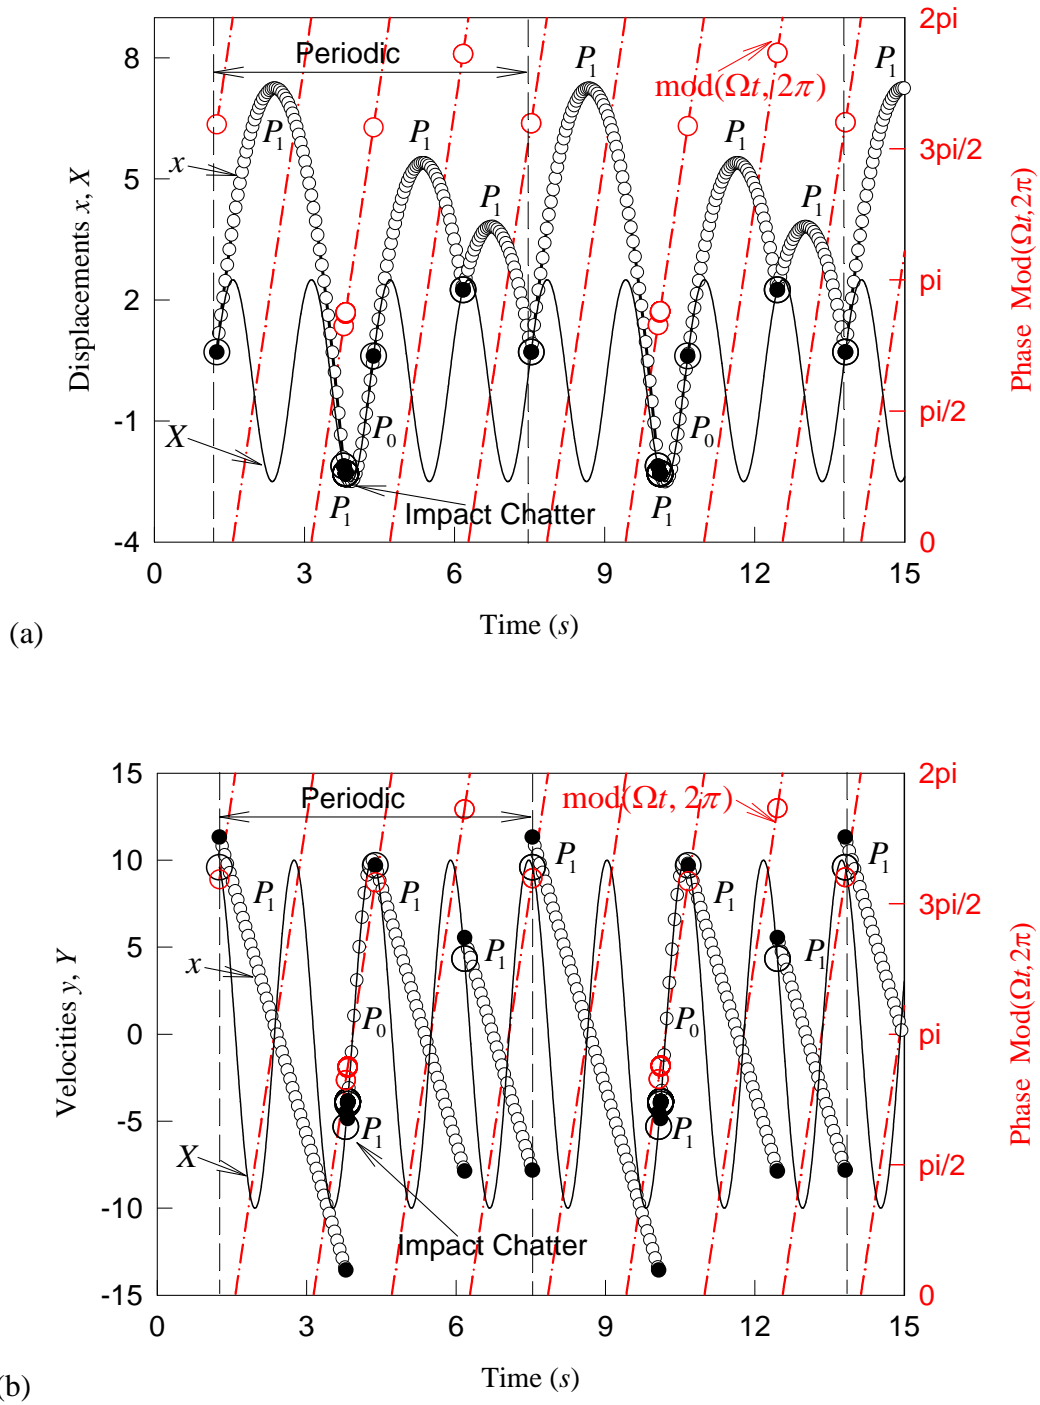 8
5
2
-1
-4
0
3
6
9
12
15
2pi
3pi/2
pi
pi/2
0
Displacements x, X
Phase Mod(Ωt,2π)
Periodic
mod(Ωt, 2π)
P₁
P₁
P₁
P₁
P₁
P₁
P₁
x
X
P₀
P₀
P₁
P₁
Impact Chatter
Time (s)
(a)
15
10
5
0
-5
-10
-15
0
3
6
9
12
15
2pi
3pi/2
pi
pi/2
0
Velocities y, Y
Phase Mod(Ωt,2π)
Periodic
mod(Ωt, 2π)
P₁
P₁
P₁
P₁
P₁
P₁
P₁
P₁
x
X
P₀
P₀
P₁
P₁
Impact Chatter
Time (s)
(b)